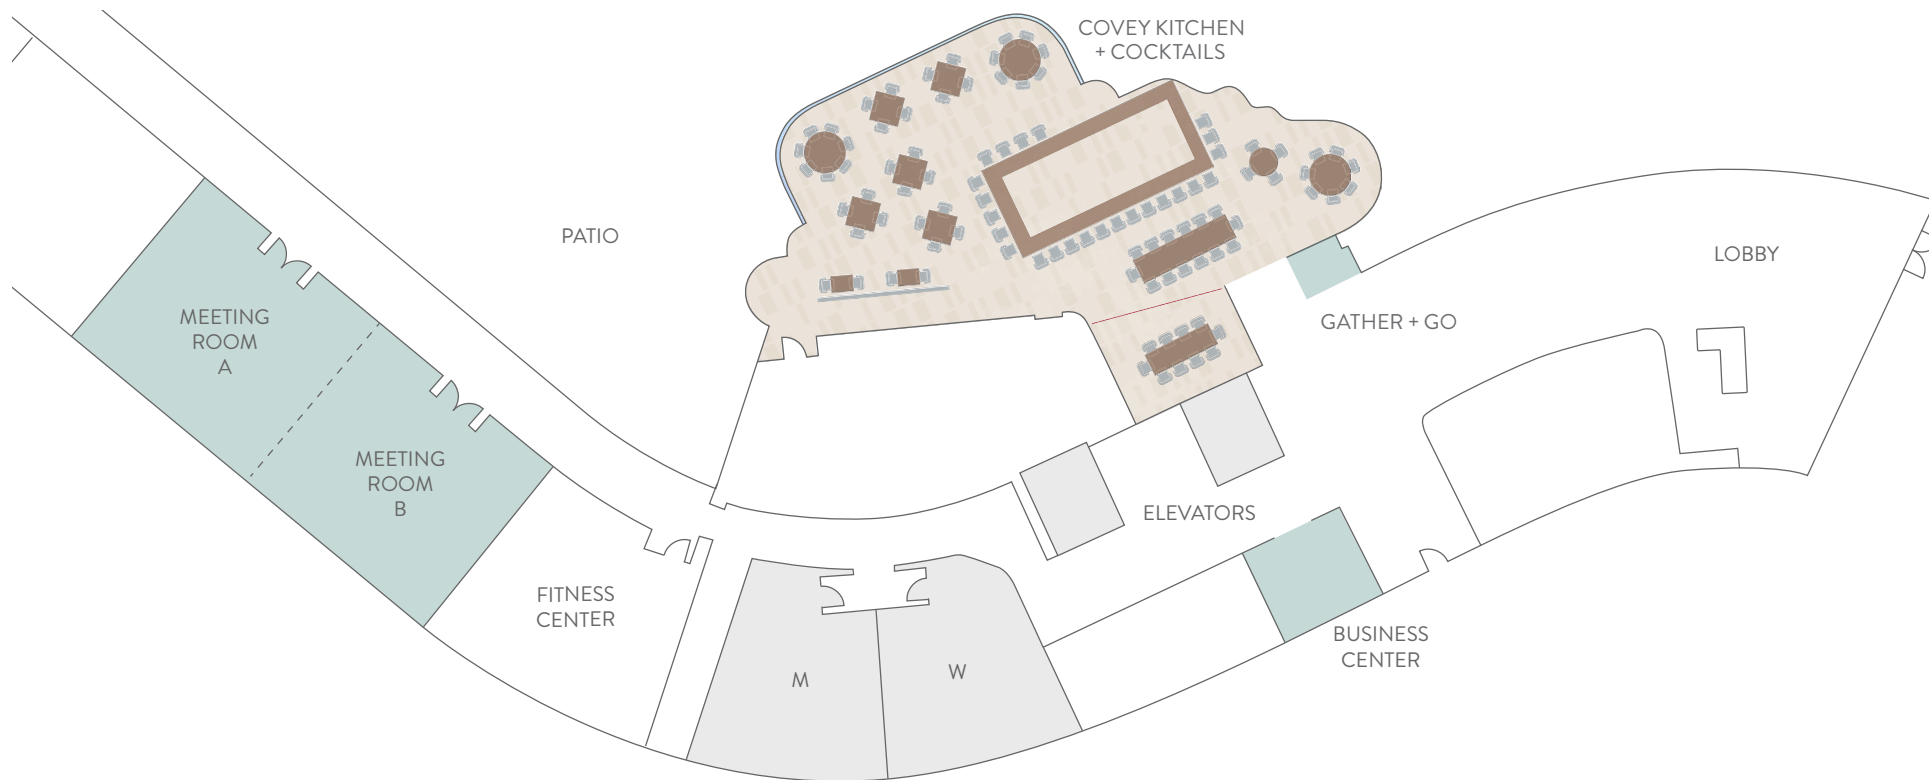 COVEY KITCHEN
+ COCKTAILS
PATIO
LOBBY
MEETING
ROOM
A
GATHER + GO
MEETING
ROOM
B
ELEVATORS
FITNESS
CENTER
BUSINESS
CENTER
M
W